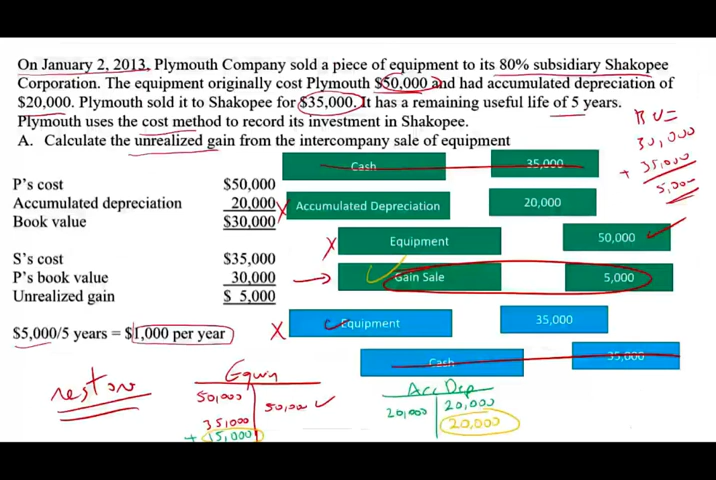 On January 2, 2013, Plymouth Company sold a piece of equipment to its 80% subsidiary Shakopee
Corporation. The equipment originally cost Plymouth $50,000 and had accumulated depreciation of
$20,000. Plymouth sold it to Shakopee for $35,000. It has a remaining useful life of 5 years.
Plymouth uses the cost method to record its investment in Shakopee.
A. Calculate the unrealized gain from the intercompany sale of equipment
BV=
30,000
+ 35,000
5,000
Cash 35,000
P's cost $50,000
Accumulated depreciation 20,000
Book value $30,000
X Accumulated Depreciation 20,000
X Equipment 50,000
S's cost $35,000
P's book value 30,000
Unrealized gain $ 5,000
Gain Sale 5,000
$5,000/5 years = $1,000 per year
X Equipment 35,000
Cash 35,000
restore
Equip
50,000 50,000
35,000
+ 15,000
Acc Dep
20,000 20,000
20,000